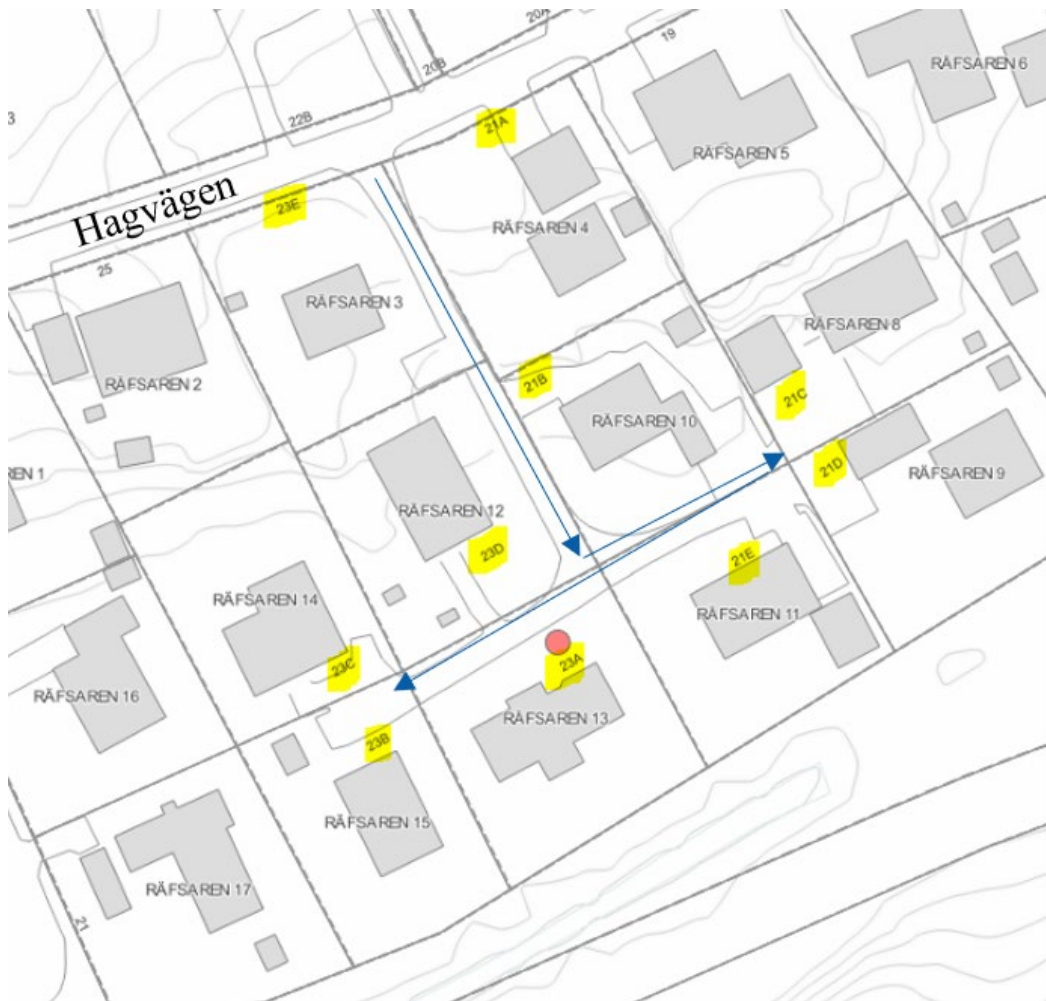 20A
19
20B
RÄFSAREN 6
22B
21A
3
RÄFSAREN 5
Hagvägen
23E
RÄFSAREN 4
25
RÄFSAREN 3
RÄFSAREN 8
RÄFSAREN 2
21B
21C
RÄFSAREN 10
EN 1
21D
RÄFSAREN 9
RÄFSAREN 12
23D
21E
RÄFSAREN 14
RÄFSAREN 11
23C
23A
RÄFSAREN 16
RÄFSAREN 13
23B
RÄFSAREN 15
RÄFSAREN 17
21